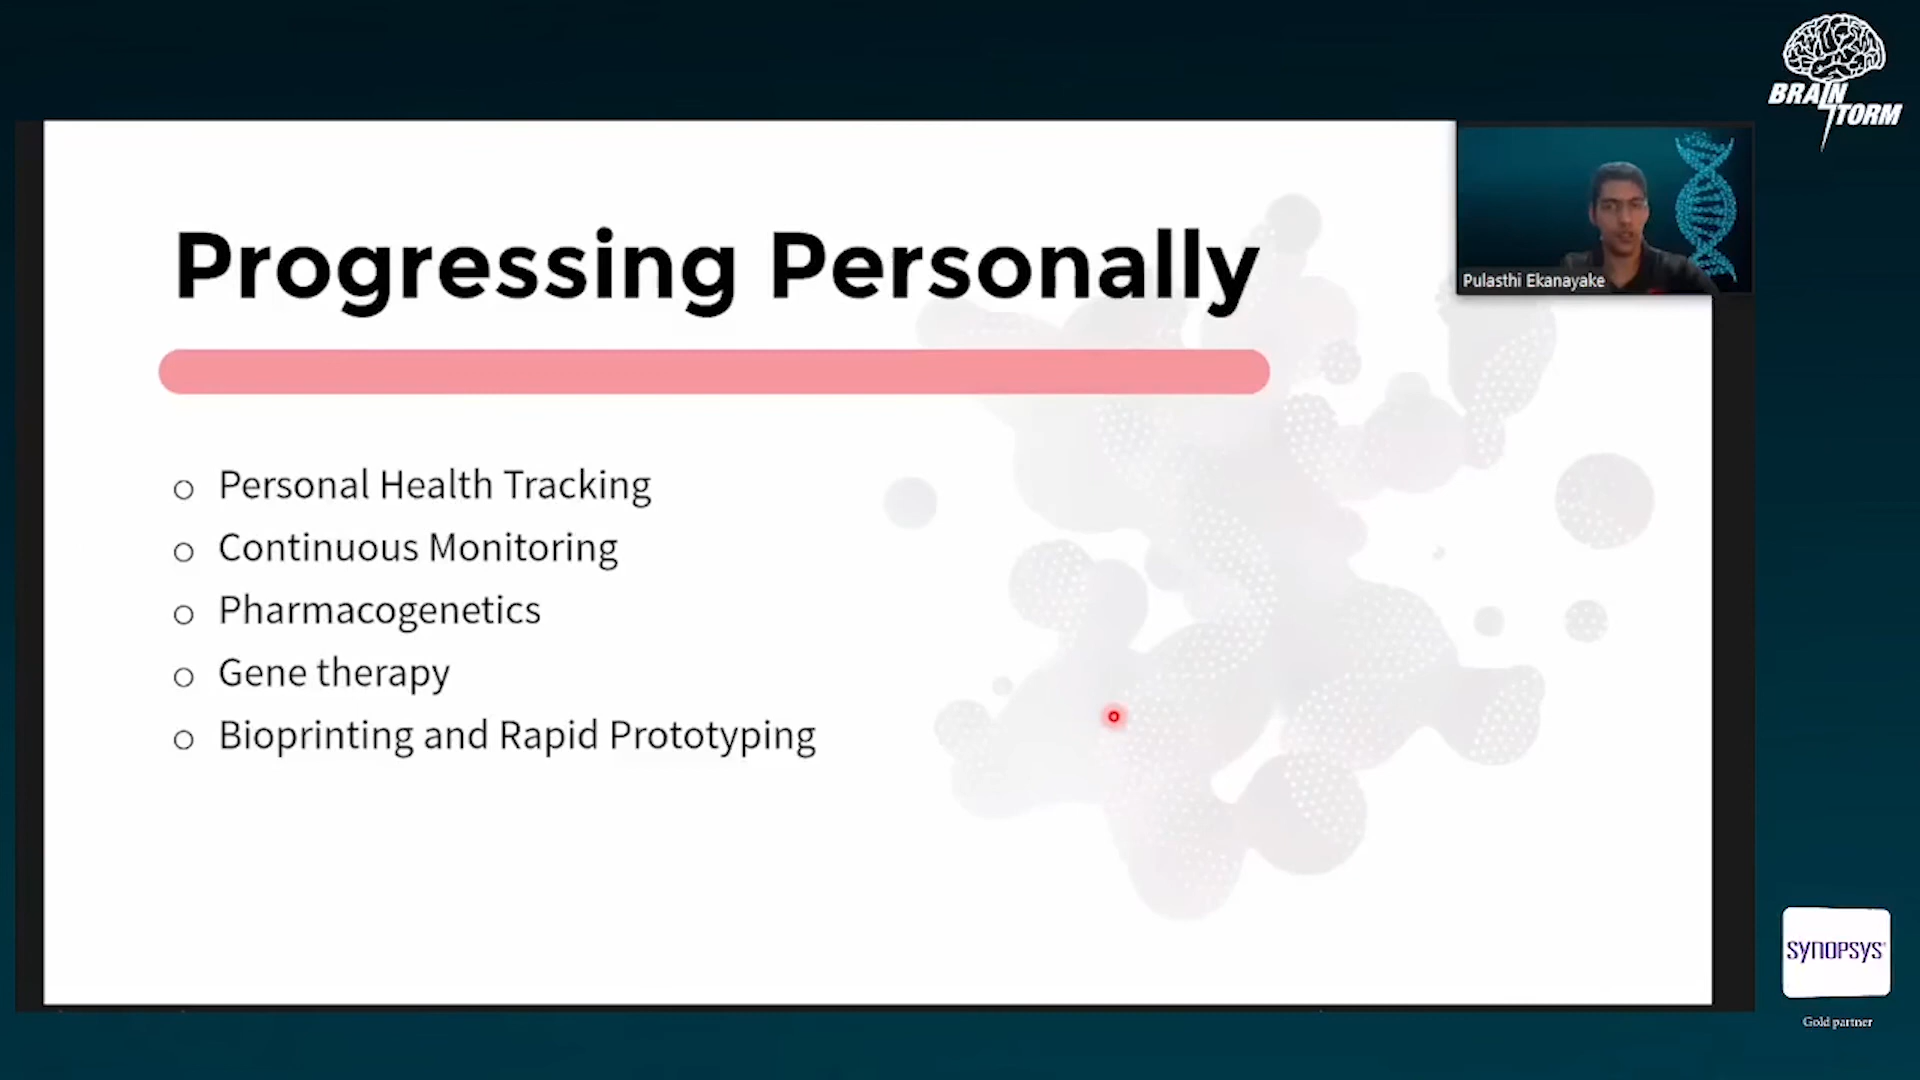 BRAIN
STORM
Progressing Personally
Pulasthi Ekanayake
Personal Health Tracking
Continuous Monitoring
Pharmacogenetics
Gene therapy
Bioprinting and Rapid Prototyping
SYNOPSYS
Gold partner